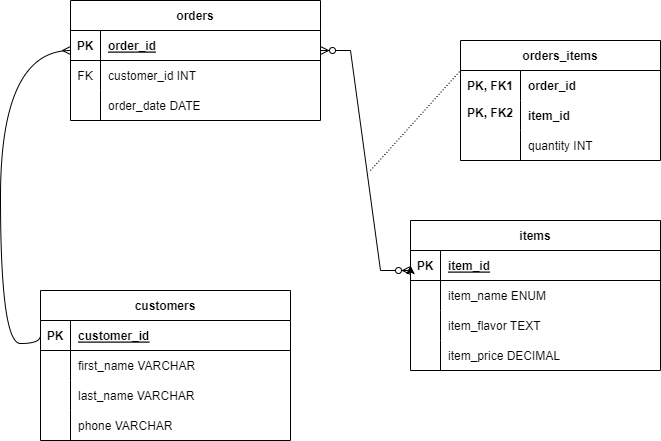 orders
PK order_id
FK customer_id INT
order_date DATE
orders_items
PK, FK1 order_id
PK, FK2 item_id
quantity INT
items
PK item_id
item_name ENUM
item_flavor TEXT
item_price DECIMAL
customers
PK customer_id
first_name VARCHAR
last_name VARCHAR
phone VARCHAR